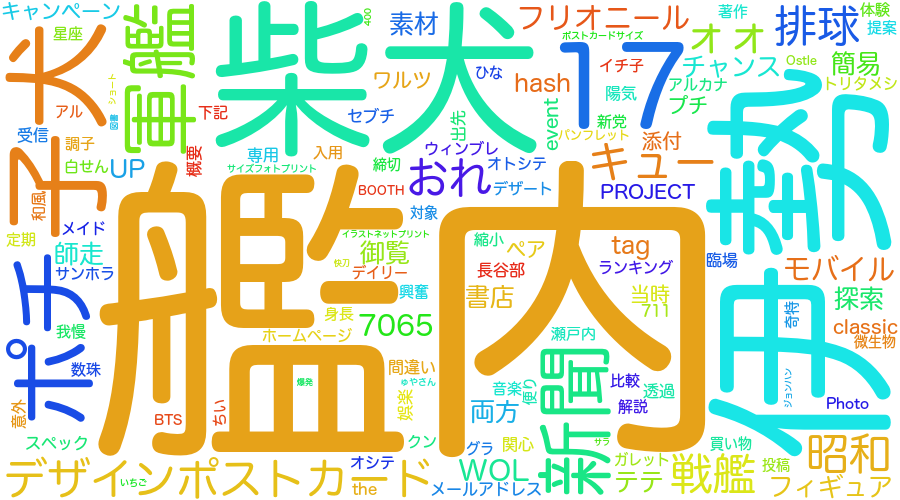 キャンペーン
星座
軍艦
柴犬
素材
フリオニール
著作
排球
体験
提案
400
ポストカードサイズ
17
オオ
チャンス
簡易
Ostle
トリタメシ
子犬
アル
受信
調子
ショート
図書
下記
セブチ
ワルツ
ひな
hash
イチ子
陽気
アルカナ
プチ
event
出先
新党
パンフレット
添付
伊勢
白せん
UP
概要
専用
入用
サイズフォトプリント
締切
ウィンブレ
オトシテ
キュー
BOOTH
おれ
デザート
PROJECT
和風
メイド
定期
師走
サンホラ
ポチ
艦内
対象
イラストネットプリント
御覧
快刀
デイリー
縮小
ペア
tag
長谷部
ランキング
臨場
モバイル
我慢
数珠
興奮
身長
7065
ホームページ
書店
当時
711
探索
奇特
classic
微生物
瀬戸内
意外
BTS
ちい
間違い
娯楽
爆発
ゅやさん
音楽
便り
新聞
比較
透過
解説
ジョンハン
Photo
両方
スペック
クン
グラ
関心
サラ
買い物
昭和
デザインポストカード
いちご
オシテ
the
WOL
メールアドレス
ガレット
テテ
戦艦
投稿
フィギュア